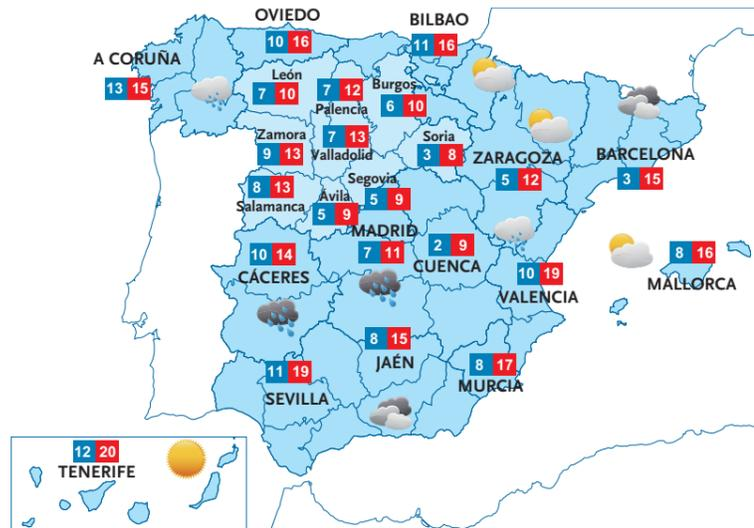 OVIEDO
10 16
BILBAO
11 16
A CORUÑA
13 15
León
7 10
7 12
Palencia
Burgos
6 10
Zamora
9 13
7 13
Valladolid
Soria
3 8
ZARAGOZA
5 12
BARCELONA
3 15
8 13
Salamanca
Ávila
5 9
Segovia
5 9
MADRID
7 11
2 9
CUENCA
10 14
CÁCERES
10 19
VALENCIA
8 16
MALLORCA
8 15
JAÉN
11 19
SEVILLA
8 17
MURCIA
12 20
TENERIFE